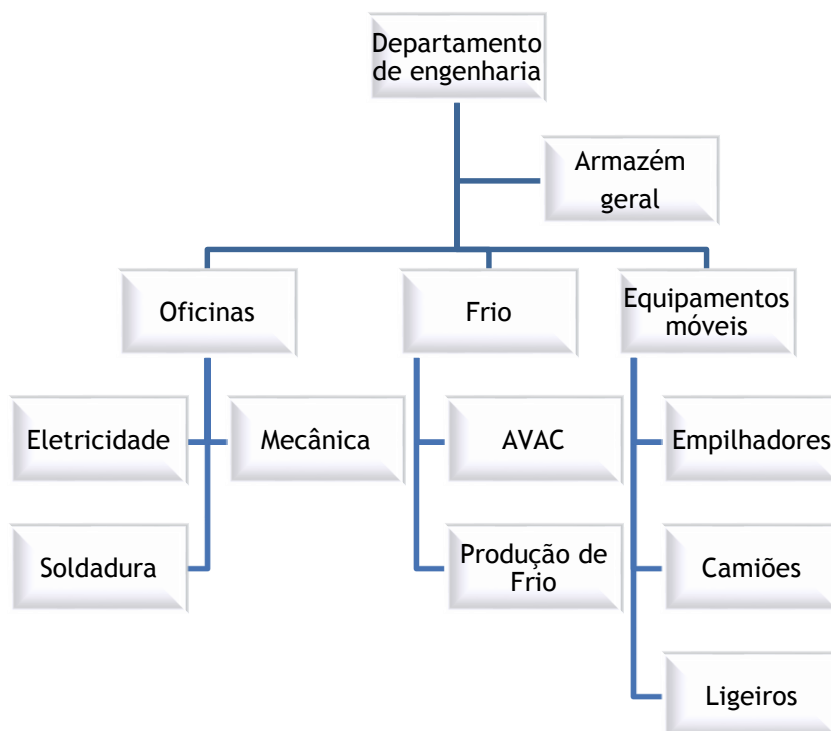 Departamento
de engenharia
Armazém
geral
Oficinas
Frio
Equipamentos
móveis
Eletricidade
Mecânica
AVAC
Empilhadores
Soldadura
Produção de
Frio
Camiões
Ligeiros